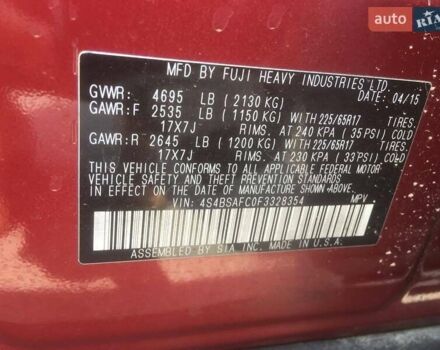 auto RIA
MFD BY FUJI HEAVY INDUSTRIES LTD.
GVWR: 4695 LB (2130 KG) DATE: 04/15
GAWR:F 2535 LB (1150 KG) WITH 225/65R17 TIRES,
17X7J RIMS, AT 240 KPA (35 PSI) COLD
GAWR:R 2645 LB (1200 KG) WITH 225/65R17 TIRES,
17X7J RIMS, AT 230 KPA (33 PSI) COLD
THIS VEHICLE CONFORMS TO ALL APPLICABLE FEDERAL MOTOR
VEHICLE SAFETY, BUMPER AND THEFT PREVENTION STANDARDS
IN EFFECT ON THE DATE OF MANUFACTURE SHOWN ABOVE.
VIN: 4S4BSAFC0F3328354 MPV
ASSEMBLED BY SIA INC. MADE IN U.S.A.